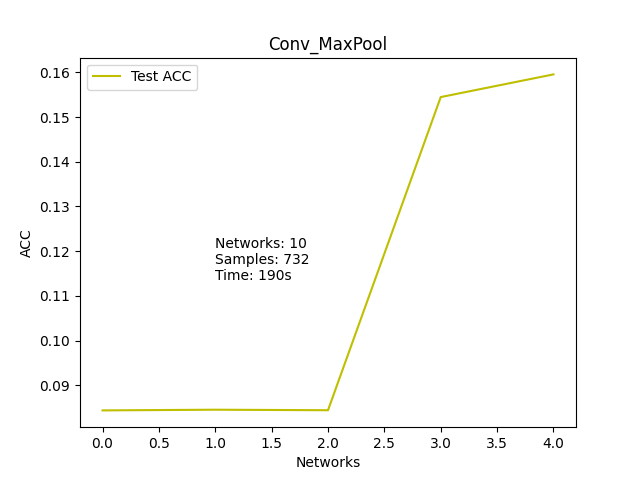 Conv_MaxPool
Test ACC
0.16
0.15
0.14
0.13
0.12
0.11
0.10
0.09
ACC
Networks: 10
Samples: 732
Time: 190s
0.0 0.5 1.0 1.5 2.0 2.5 3.0 3.5 4.0
Networks